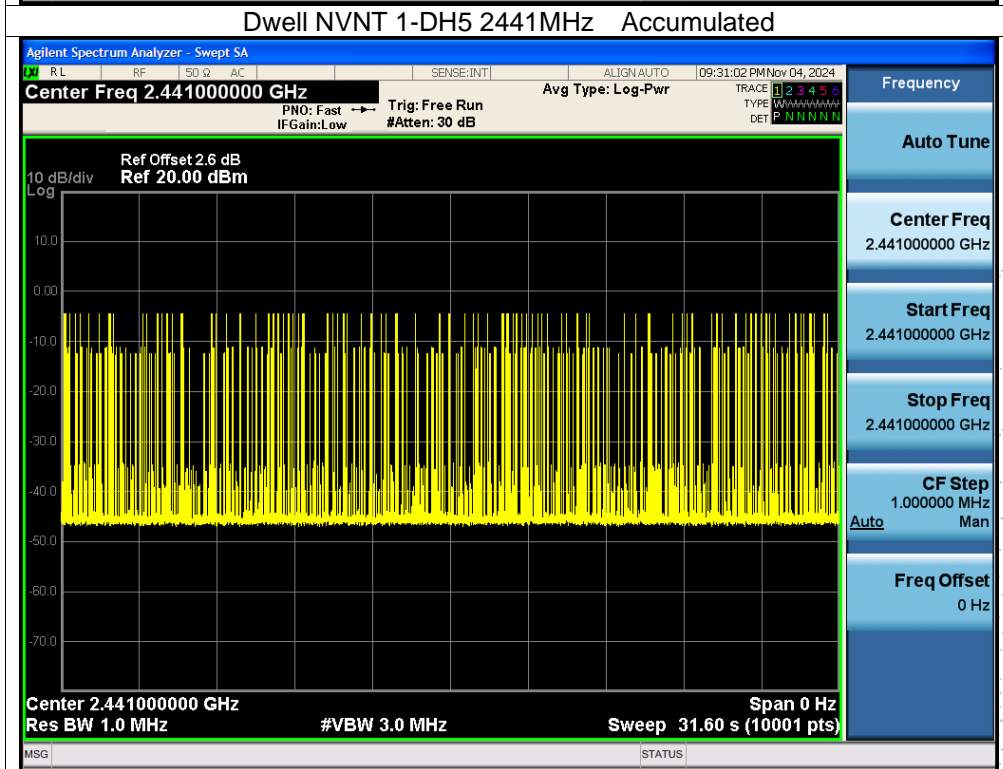 Dwell NVNT 1-DH5 2441MHz Accumulated
Agilent Spectrum Analyzer - Swept SA
LXI RL RF 50 Ω AC SENSE:INT ALIGN AUTO 09:31:02 PM Nov 04, 2024
Center Freq 2.441000000 GHz
PNO: Fast
IFGain:Low
Trig: Free Run
#Atten: 30 dB
Avg Type: Log-Pwr
TRACE 1 2 3 4 5 6
TYPE WWWWWW
DET P N N N N N
Frequency
Auto Tune
Center Freq
2.441000000 GHz
Start Freq
2.441000000 GHz
Stop Freq
2.441000000 GHz
CF Step
1.000000 MHz
Auto Man
Freq Offset
0 Hz
Ref Offset 2.6 dB
10 dB/div Ref 20.00 dBm
Log
10.0
0.00
-10.0
-20.0
-30.0
-40.0
-50.0
-60.0
-70.0
Center 2.441000000 GHz Span 0 Hz
Res BW 1.0 MHz #VBW 3.0 MHz Sweep 31.60 s (10001 pts)
MSG STATUS